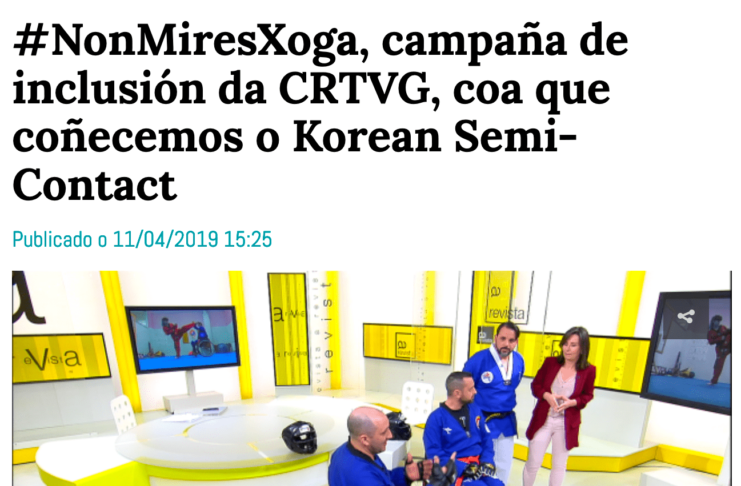 #NonMiresXoga, campaña de
inclusión da CRTVG, coa que
coñecemos o Korean Semi-
Contact
Publicado o 11/04/2019 15:25
a
revista
a revista
a revista
a
revista